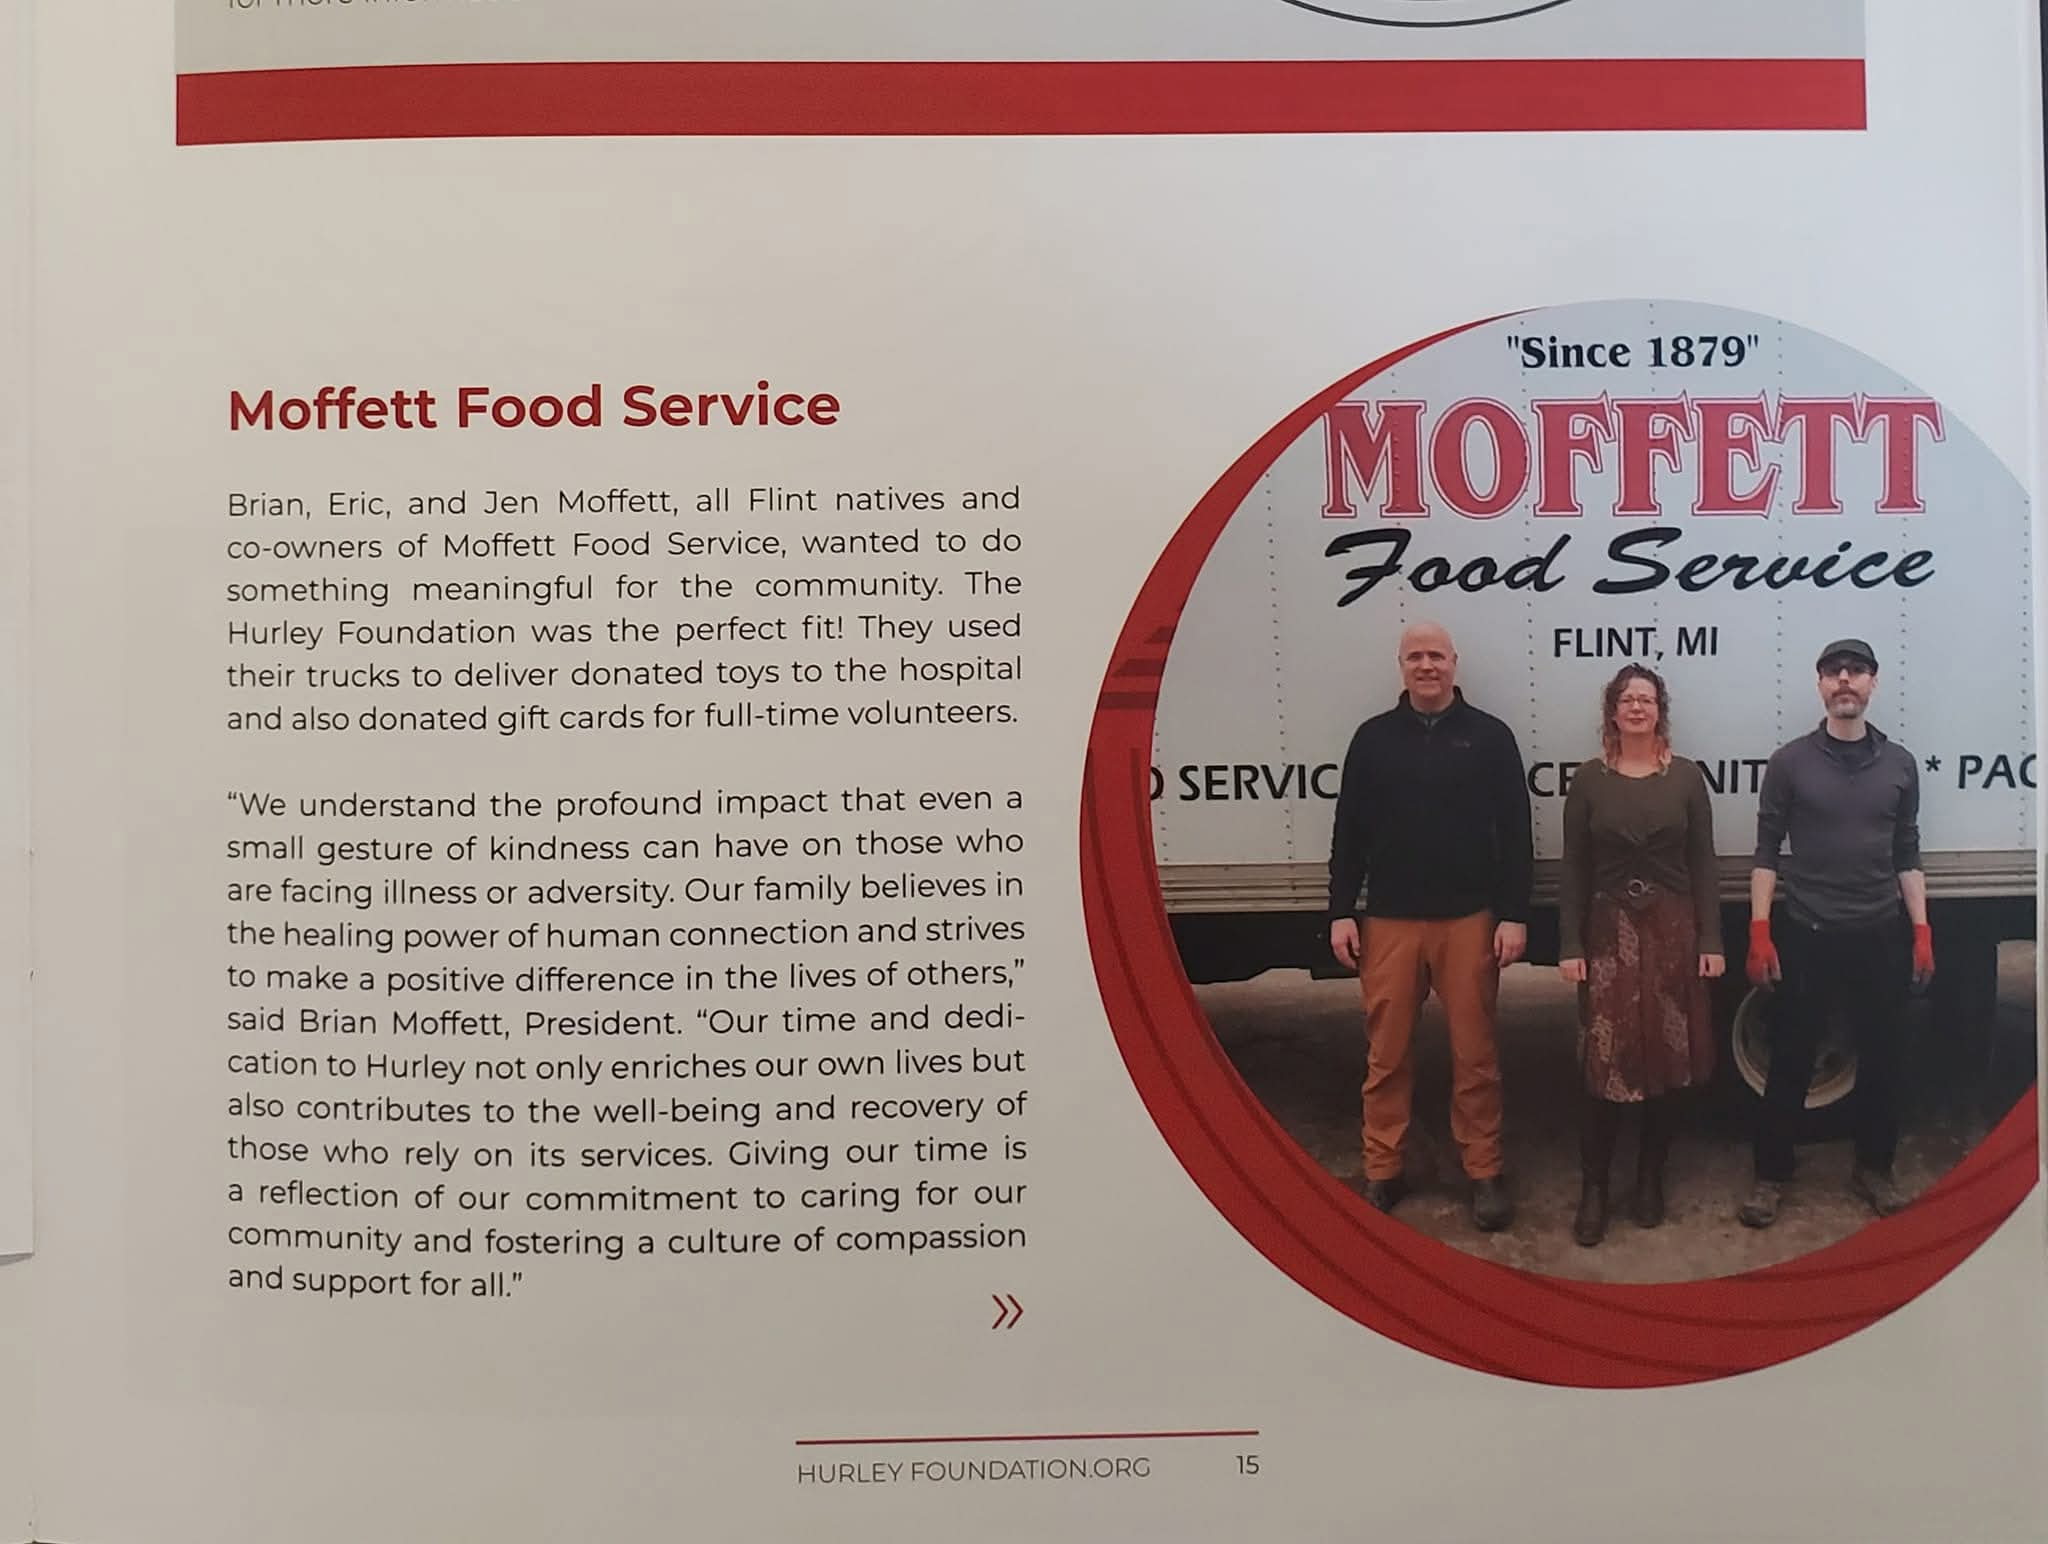 for more
Moffett Food Service
Brian, Eric, and Jen Moffett, all Flint natives and
co-owners of Moffett Food Service, wanted to do
something meaningful for the community. The
Hurley Foundation was the perfect fit! They used
their trucks to deliver donated toys to the hospital
and also donated gift cards for full-time volunteers.
“We understand the profound impact that even a
small gesture of kindness can have on those who
are facing illness or adversity. Our family believes in
the healing power of human connection and strives
to make a positive difference in the lives of others,”
said Brian Moffett, President. “Our time and dedi-
cation to Hurley not only enriches our own lives but
also contributes to the well-being and recovery of
those who rely on its services. Giving our time is
a reflection of our commitment to caring for our
community and fostering a culture of compassion
and support for all.”
"Since 1879"
MOFFETT
Food Service
FLINT, MI
D SERVIC CE NIT * PAC
HURLEY FOUNDATION.ORG 15